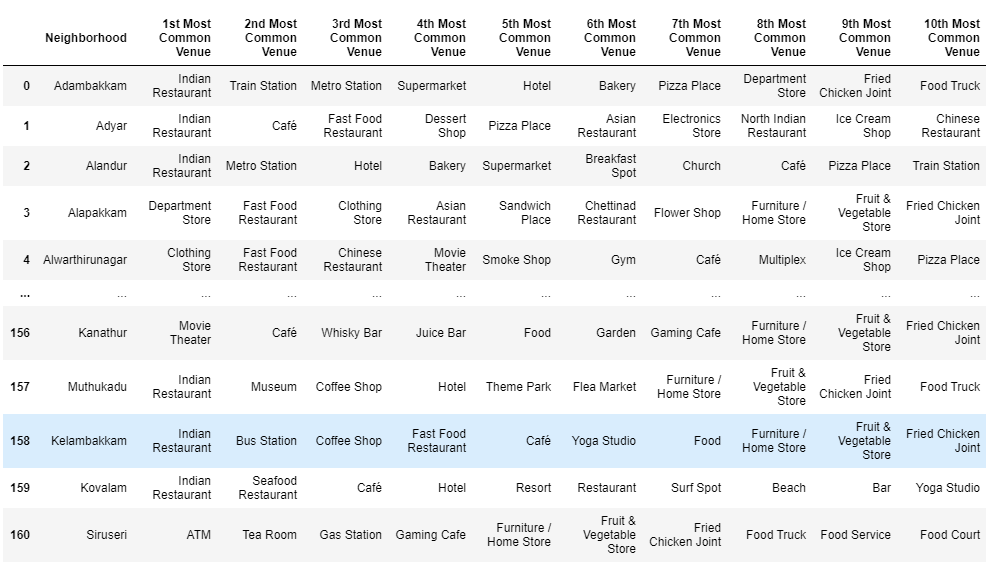 Neighborhood 1st Most Common Venue 2nd Most Common Venue 3rd Most Common Venue 4th Most Common Venue 5th Most Common Venue 6th Most Common Venue 7th Most Common Venue 8th Most Common Venue 9th Most Common Venue 10th Most Common Venue
0 Adambakkam Indian Restaurant Train Station Metro Station Supermarket Hotel Bakery Pizza Place Department Store Fried Chicken Joint Food Truck
1 Adyar Indian Restaurant Café Fast Food Restaurant Dessert Shop Pizza Place Asian Restaurant Electronics Store North Indian Restaurant Ice Cream Shop Chinese Restaurant
2 Alandur Indian Restaurant Metro Station Hotel Bakery Supermarket Breakfast Spot Church Café Pizza Place Train Station
3 Alapakkam Department Store Fast Food Restaurant Clothing Store Asian Restaurant Sandwich Place Chettinad Restaurant Flower Shop Furniture / Home Store Fruit & Vegetable Store Fried Chicken Joint
4 Alwarthirunagar Clothing Store Fast Food Restaurant Chinese Restaurant Movie Theater Smoke Shop Gym Café Multiplex Ice Cream Shop Pizza Place
... ... ... ... ... ... ... ... ... ... ... ...
156 Kanathur Movie Theater Café Whisky Bar Juice Bar Food Garden Gaming Cafe Furniture / Home Store Fruit & Vegetable Store Fried Chicken Joint
157 Muthukadu Indian Restaurant Museum Coffee Shop Hotel Theme Park Flea Market Furniture / Home Store Fruit & Vegetable Store Fried Chicken Joint Food Truck
158 Kelambakkam Indian Restaurant Bus Station Coffee Shop Fast Food Restaurant Café Yoga Studio Food Furniture / Home Store Fruit & Vegetable Store Fried Chicken Joint
159 Kovalam Indian Restaurant Seafood Restaurant Café Hotel Resort Restaurant Surf Spot Beach Bar Yoga Studio
160 Siruseri ATM Tea Room Gas Station Gaming Cafe Furniture / Home Store Fruit & Vegetable Store Fried Chicken Joint Food Truck Food Service Food Court